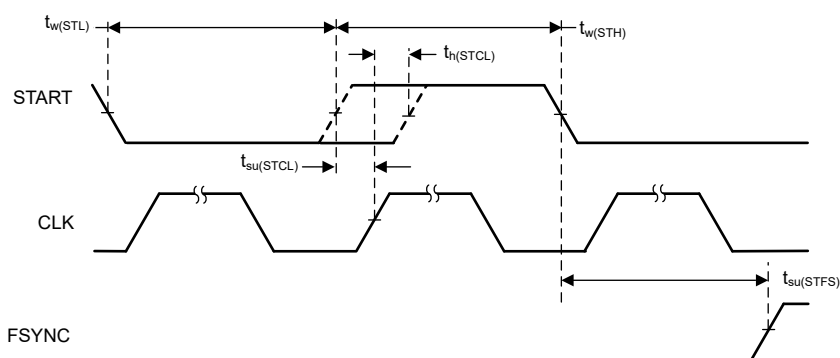 tw(STL)
tw(STH)
th(STCL)
START
tsu(STCL)
CLK
tsu(STFS)
FSYNC